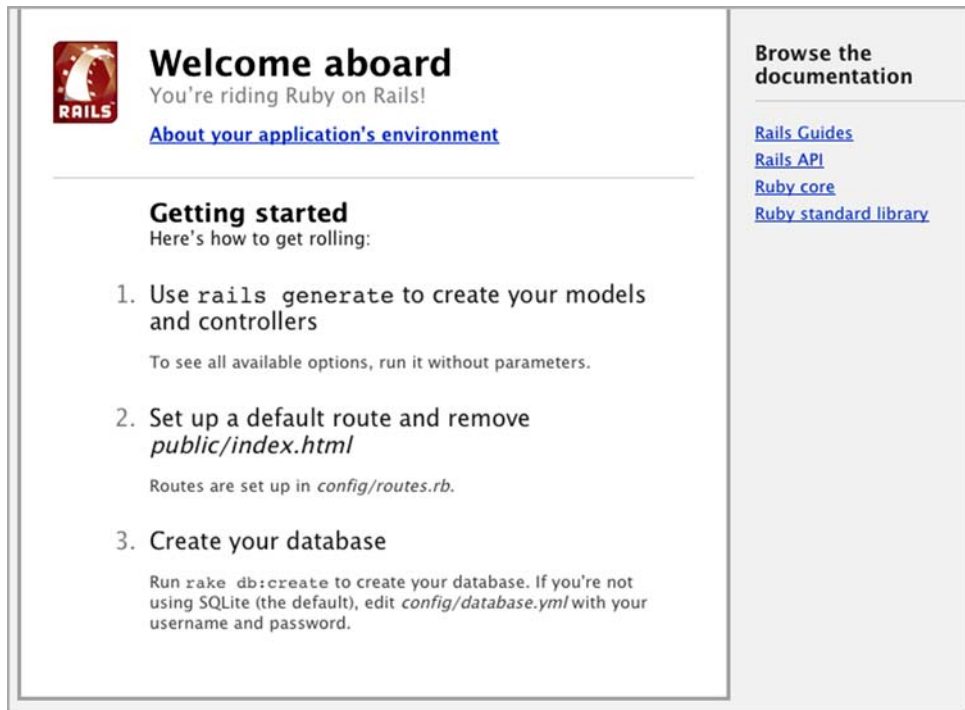 RAILS
Welcome aboard
You're riding Ruby on Rails!
About your application's environment
Getting started
Here's how to get rolling:
1. Use rails generate to create your models
and controllers
To see all available options, run it without parameters.
2. Set up a default route and remove
public/index.html
Routes are set up in config/routes.rb.
3. Create your database
Run rake db:create to create your database. If you're not
using SQLite (the default), edit config/database.yml with your
username and password.
Browse the
documentation
Rails Guides
Rails API
Ruby core
Ruby standard library